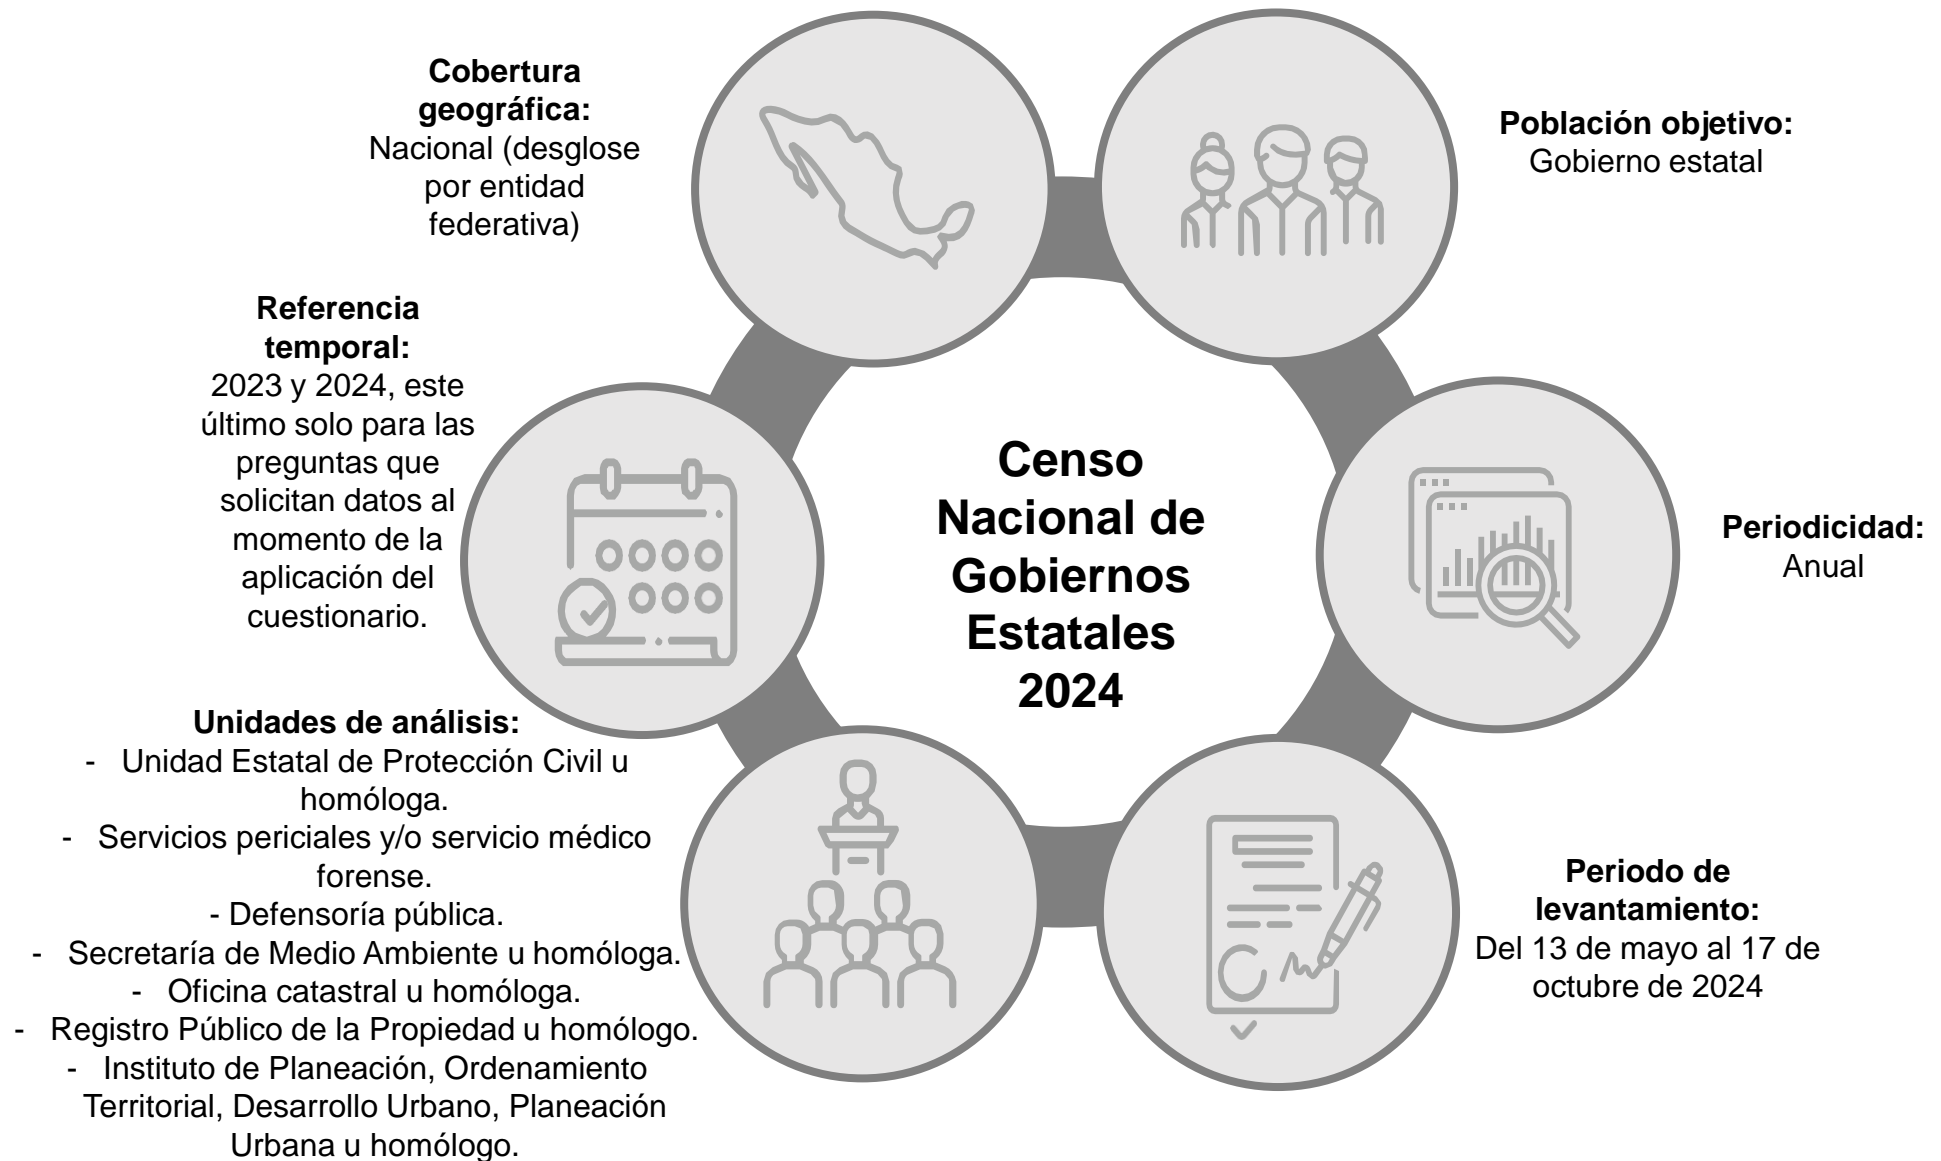 Cobertura
geográfica:
Nacional (desglose
por entidad
federativa)
Población objetivo:
Gobierno estatal
Referencia
temporal:
2023 y 2024, este
último solo para las
preguntas que
solicitan datos al
momento de la
aplicación del
cuestionario.
Censo
Nacional de
Gobiernos
Estatales
2024
Periodicidad:
Anual
Unidades de análisis:
- Unidad Estatal de Protección Civil u
homóloga.
- Servicios periciales y/o servicio médico
forense.
- Defensoría pública.
- Secretaría de Medio Ambiente u homóloga.
- Oficina catastral u homóloga.
- Registro Público de la Propiedad u homólogo.
- Instituto de Planeación, Ordenamiento
Territorial, Desarrollo Urbano, Planeación
Urbana u homólogo.
Periodo de
levantamiento:
Del 13 de mayo al 17 de
octubre de 2024